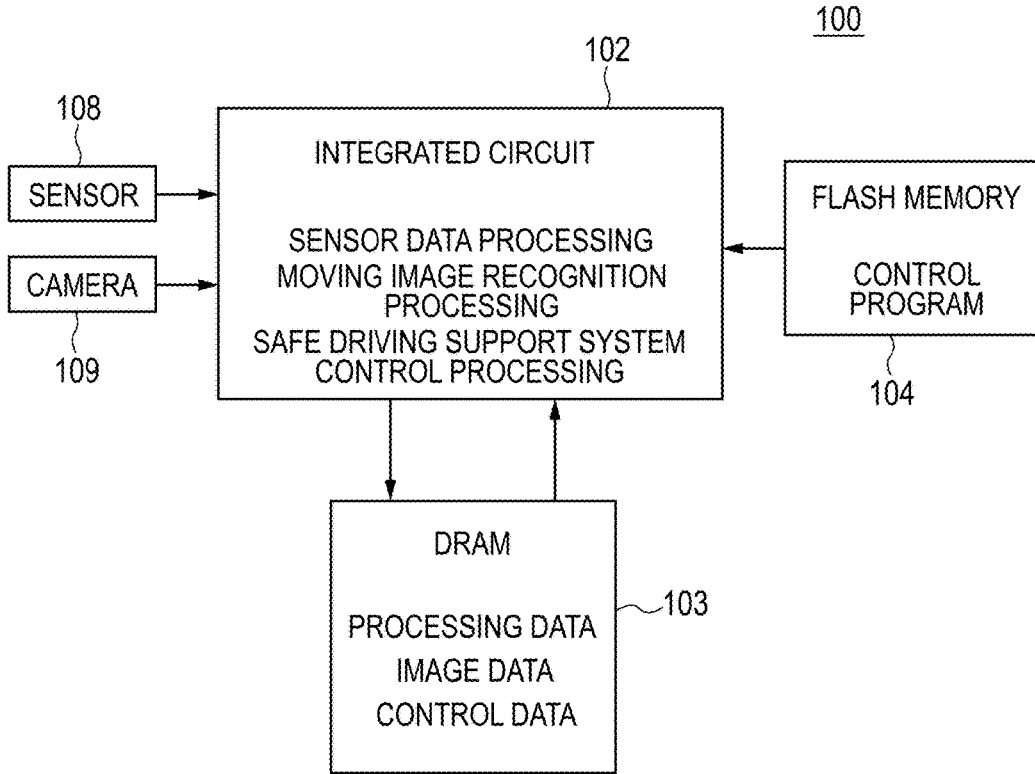 100
102
108
SENSOR
CAMERA
109
INTEGRATED CIRCUIT
SENSOR DATA PROCESSING
MOVING IMAGE RECOGNITION
PROCESSING
SAFE DRIVING SUPPORT SYSTEM
CONTROL PROCESSING
FLASH MEMORY
CONTROL
PROGRAM
104
DRAM
PROCESSING DATA
IMAGE DATA
CONTROL DATA
103